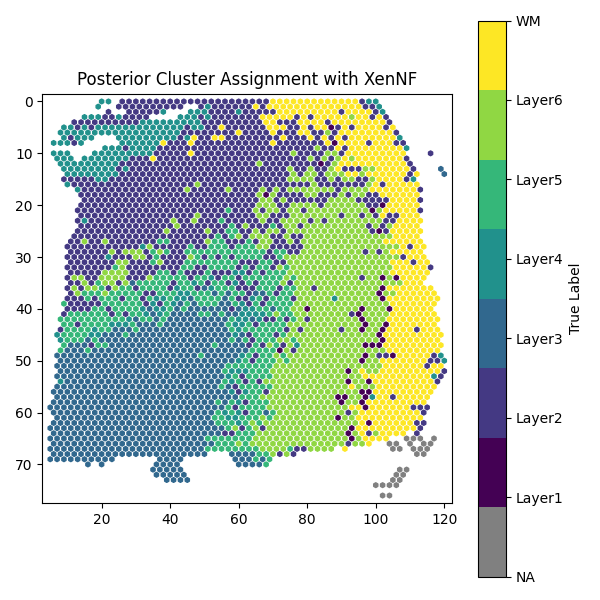 Posterior Cluster Assignment with XenNF
0
10
20
30
40
50
60
70
20
40
60
80
100
120
WM
Layer6
Layer5
Layer4
Layer3
Layer2
Layer1
NA
True Label